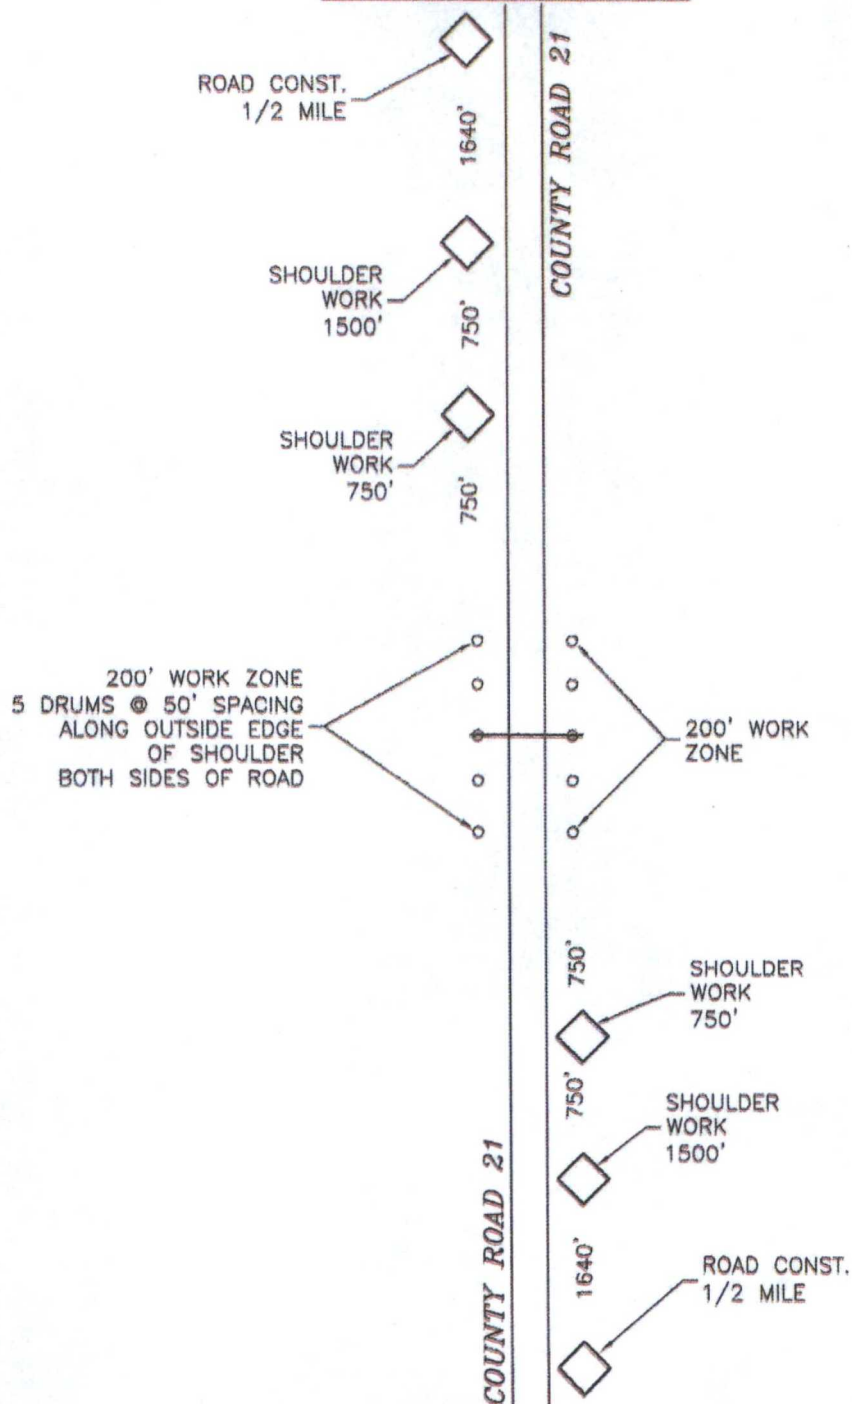 COUNTY ROAD 21
ROAD CONST.
1/2 MILE
1640'
SHOULDER
WORK
1500'
750'
SHOULDER
WORK
750'
750'
200' WORK ZONE
5 DRUMS @ 50' SPACING
ALONG OUTSIDE EDGE
OF SHOULDER
BOTH SIDES OF ROAD
200' WORK
ZONE
750'
SHOULDER
WORK
750'
750'
SHOULDER
WORK
1500'
COUNTY ROAD 21
1640'
ROAD CONST.
1/2 MILE